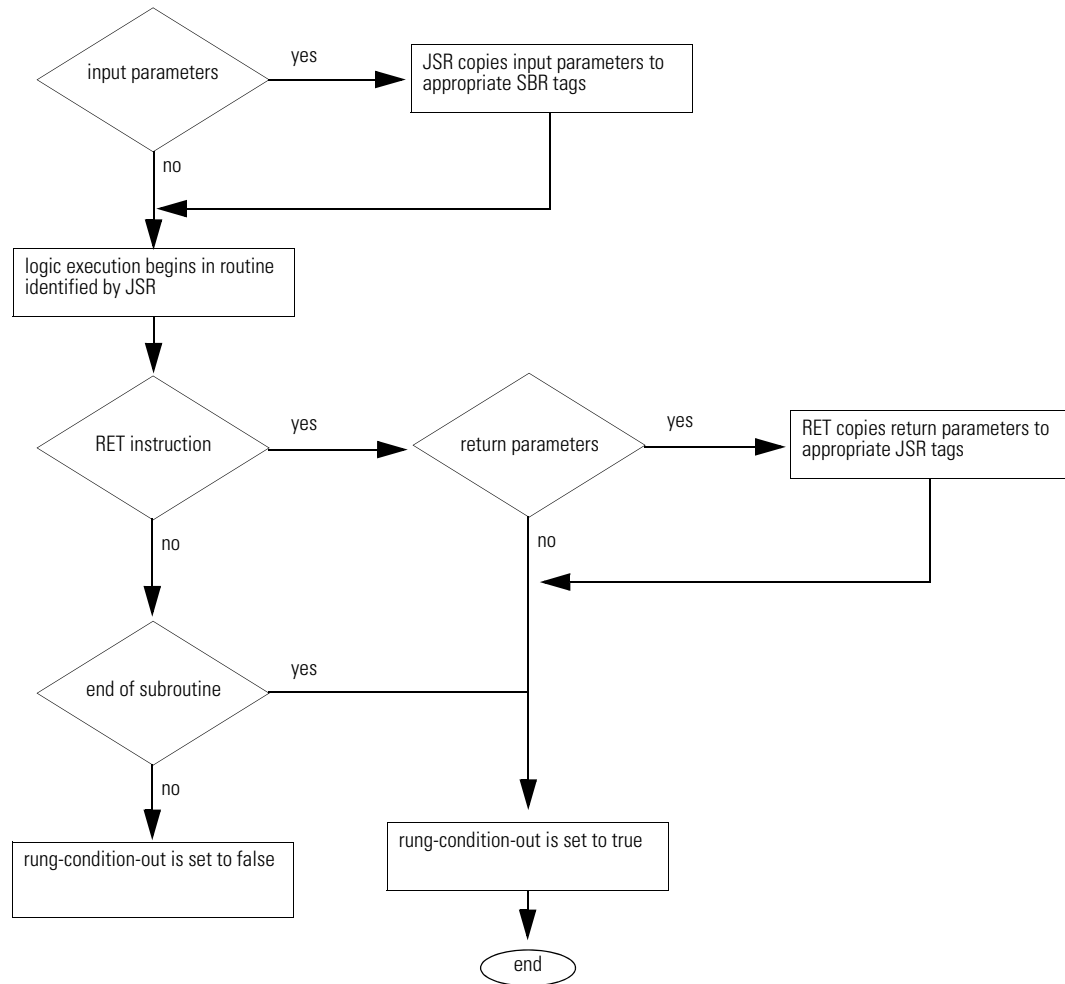 yes
input parameters
JSR copies input parameters to
appropriate SBR tags
no
logic execution begins in routine
identified by JSR
RET instruction
yes
return parameters
yes
RET copies return parameters to
appropriate JSR tags
no
no
end of subroutine
yes
no
rung-condition-out is set to false
rung-condition-out is set to true
end